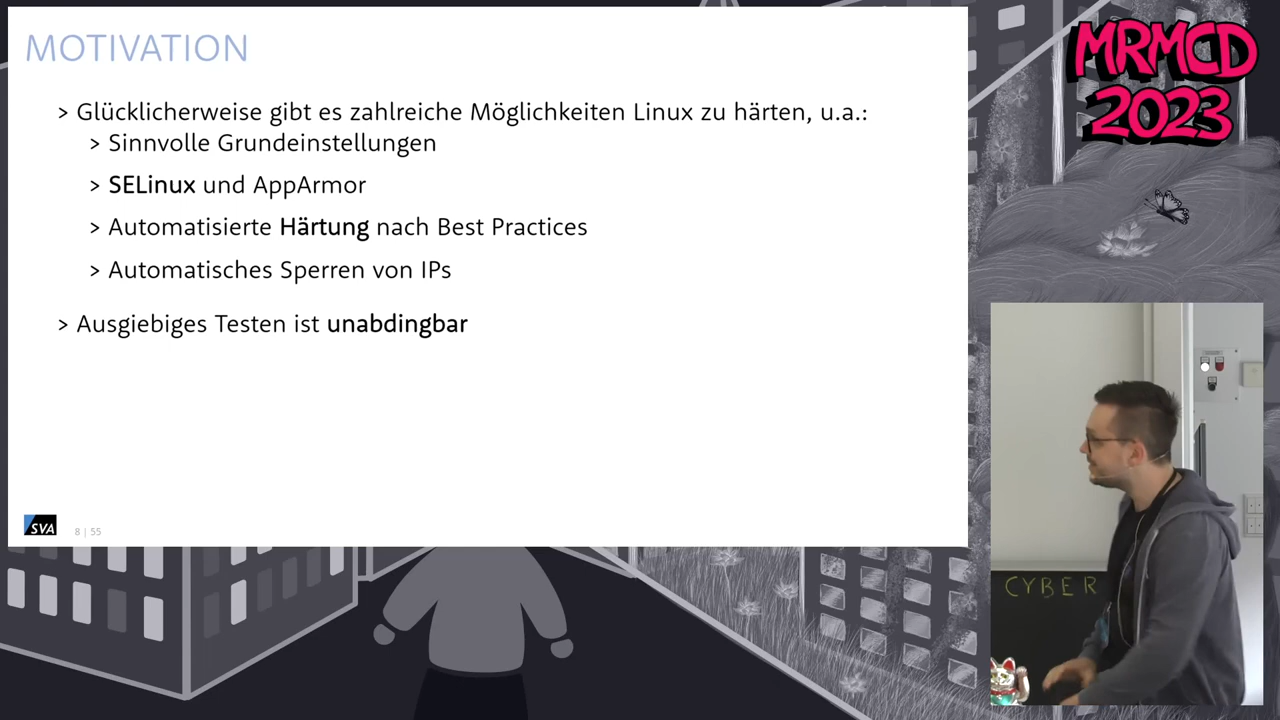 MOTIVATION
> Glücklicherweise gibt es zahlreiche Möglichkeiten Linux zu härten, u.a.:
> Sinnvolle Grundeinstellungen
> SELinux und AppArmor
> Automatisierte Härtung nach Best Practices
> Automatisches Sperren von IPs
> Ausgiebiges Testen ist unabdingbar
SVA
8 | 55
MRMCD
2023
CYBER